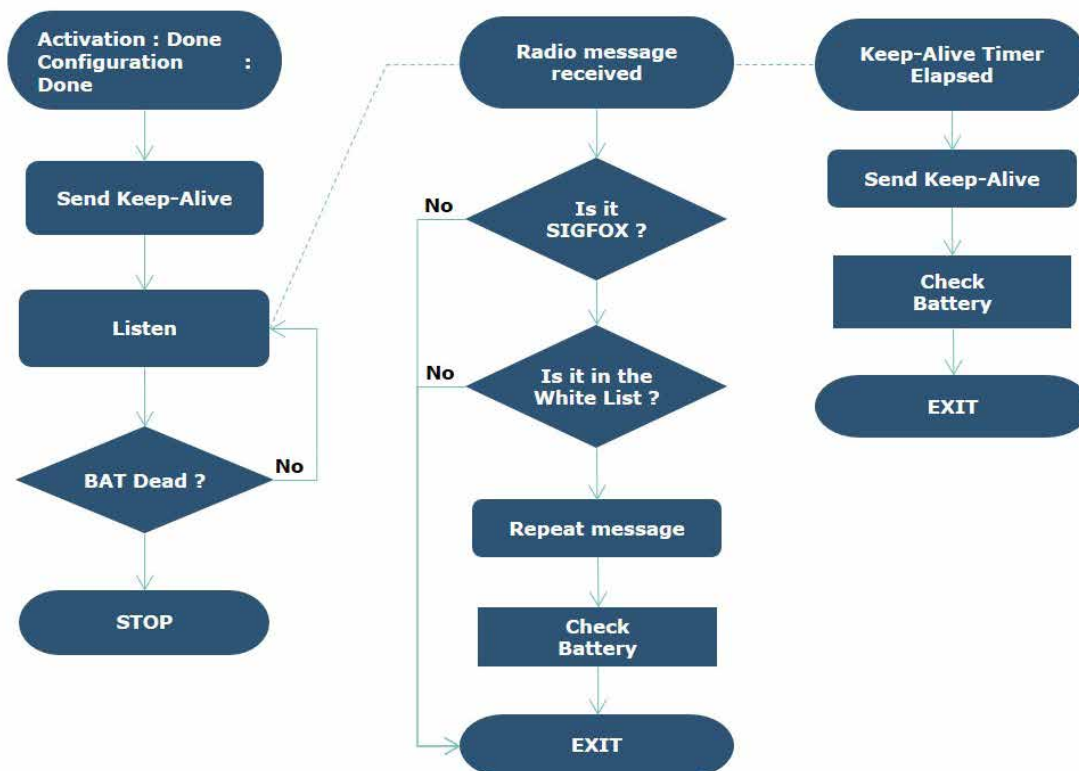 Activation : Done
Configuration :
Done
Send Keep-Alive
Listen
BAT Dead ?
No
STOP
Radio message
received
Is it
SIGFOX ?
No
Is it in the
White List ?
No
Repeat message
Check
Battery
EXIT
Keep-Alive Timer
Elapsed
Send Keep-Alive
Check
Battery
EXIT